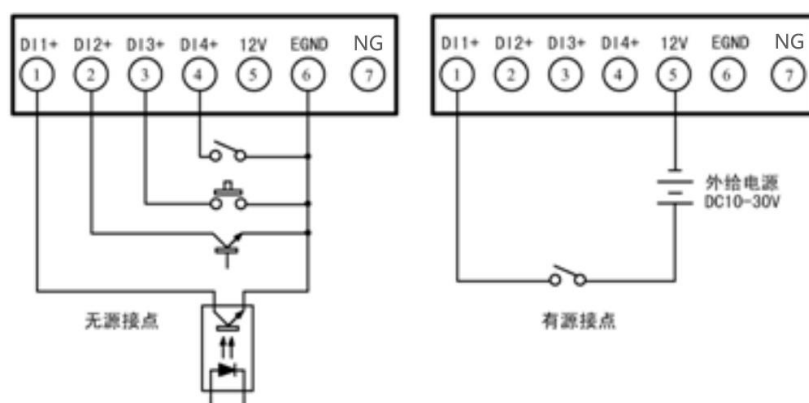 DI1+ DI2+ DI3+ DI4+ 12V EGND NG
1 2 3 4 5 6 7
无源接点
DI1+ DI2+ DI3+ DI4+ 12V EGND NG
1 2 3 4 5 6 7
外给电源
DC10-30V
有源接点